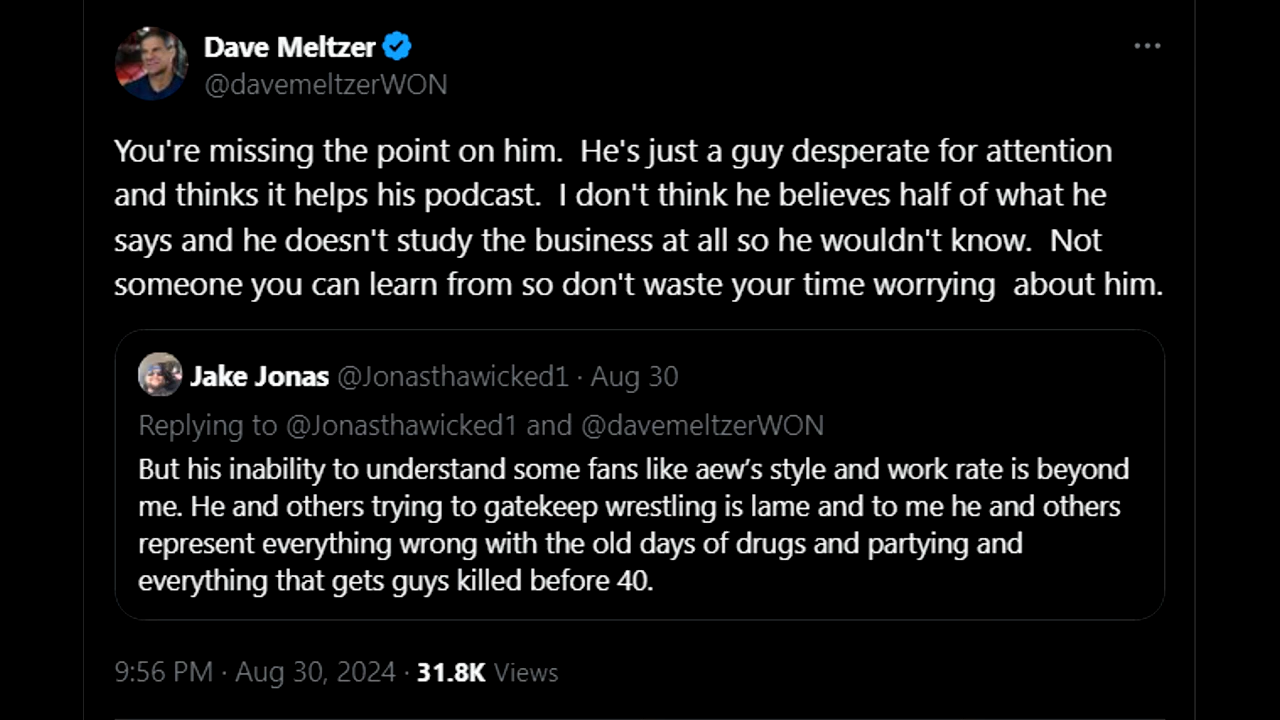 Dave Meltzer
@davemeltzerWON
You're missing the point on him.  He's just a guy desperate for attention
and thinks it helps his podcast.  I don't think he believes half of what he
says and he doesn't study the business at all so he wouldn't know.  Not
someone you can learn from so don't waste your time worrying  about him.
Jake Jonas @Jonasthawicked1 · Aug 30
Replying to @Jonasthawicked1 and @davemeltzerWON
But his inability to understand some fans like aew’s style and work rate is beyond
me. He and others trying to gatekeep wrestling is lame and to me he and others
represent everything wrong with the old days of drugs and partying and
everything that gets guys killed before 40.
9:56 PM · Aug 30, 2024 · 31.8K Views